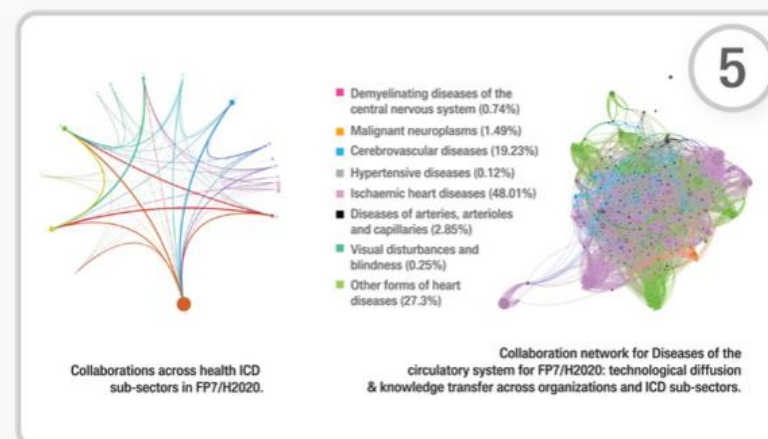 5
Demyelinating diseases of the
central nervous system (0.74%)
Malignant neuroplasms (1.49%)
Cerebrovascular diseases (19.23%)
Hypertensive diseases (0.12%)
Ischaemic heart diseases (48.01%)
Diseases of arteries, arterioles
and capillaries (2.85%)
Visual disturbances and
blindness (0.25%)
Other forms of heart
diseases (27.3%)
Collaborations across health ICD
sub-sectors in FP7/H2020.
Collaboration network for Diseases of the
circulatory system for FP7/H2020: technological diffusion
& knowledge transfer across organizations and ICD sub-sectors.